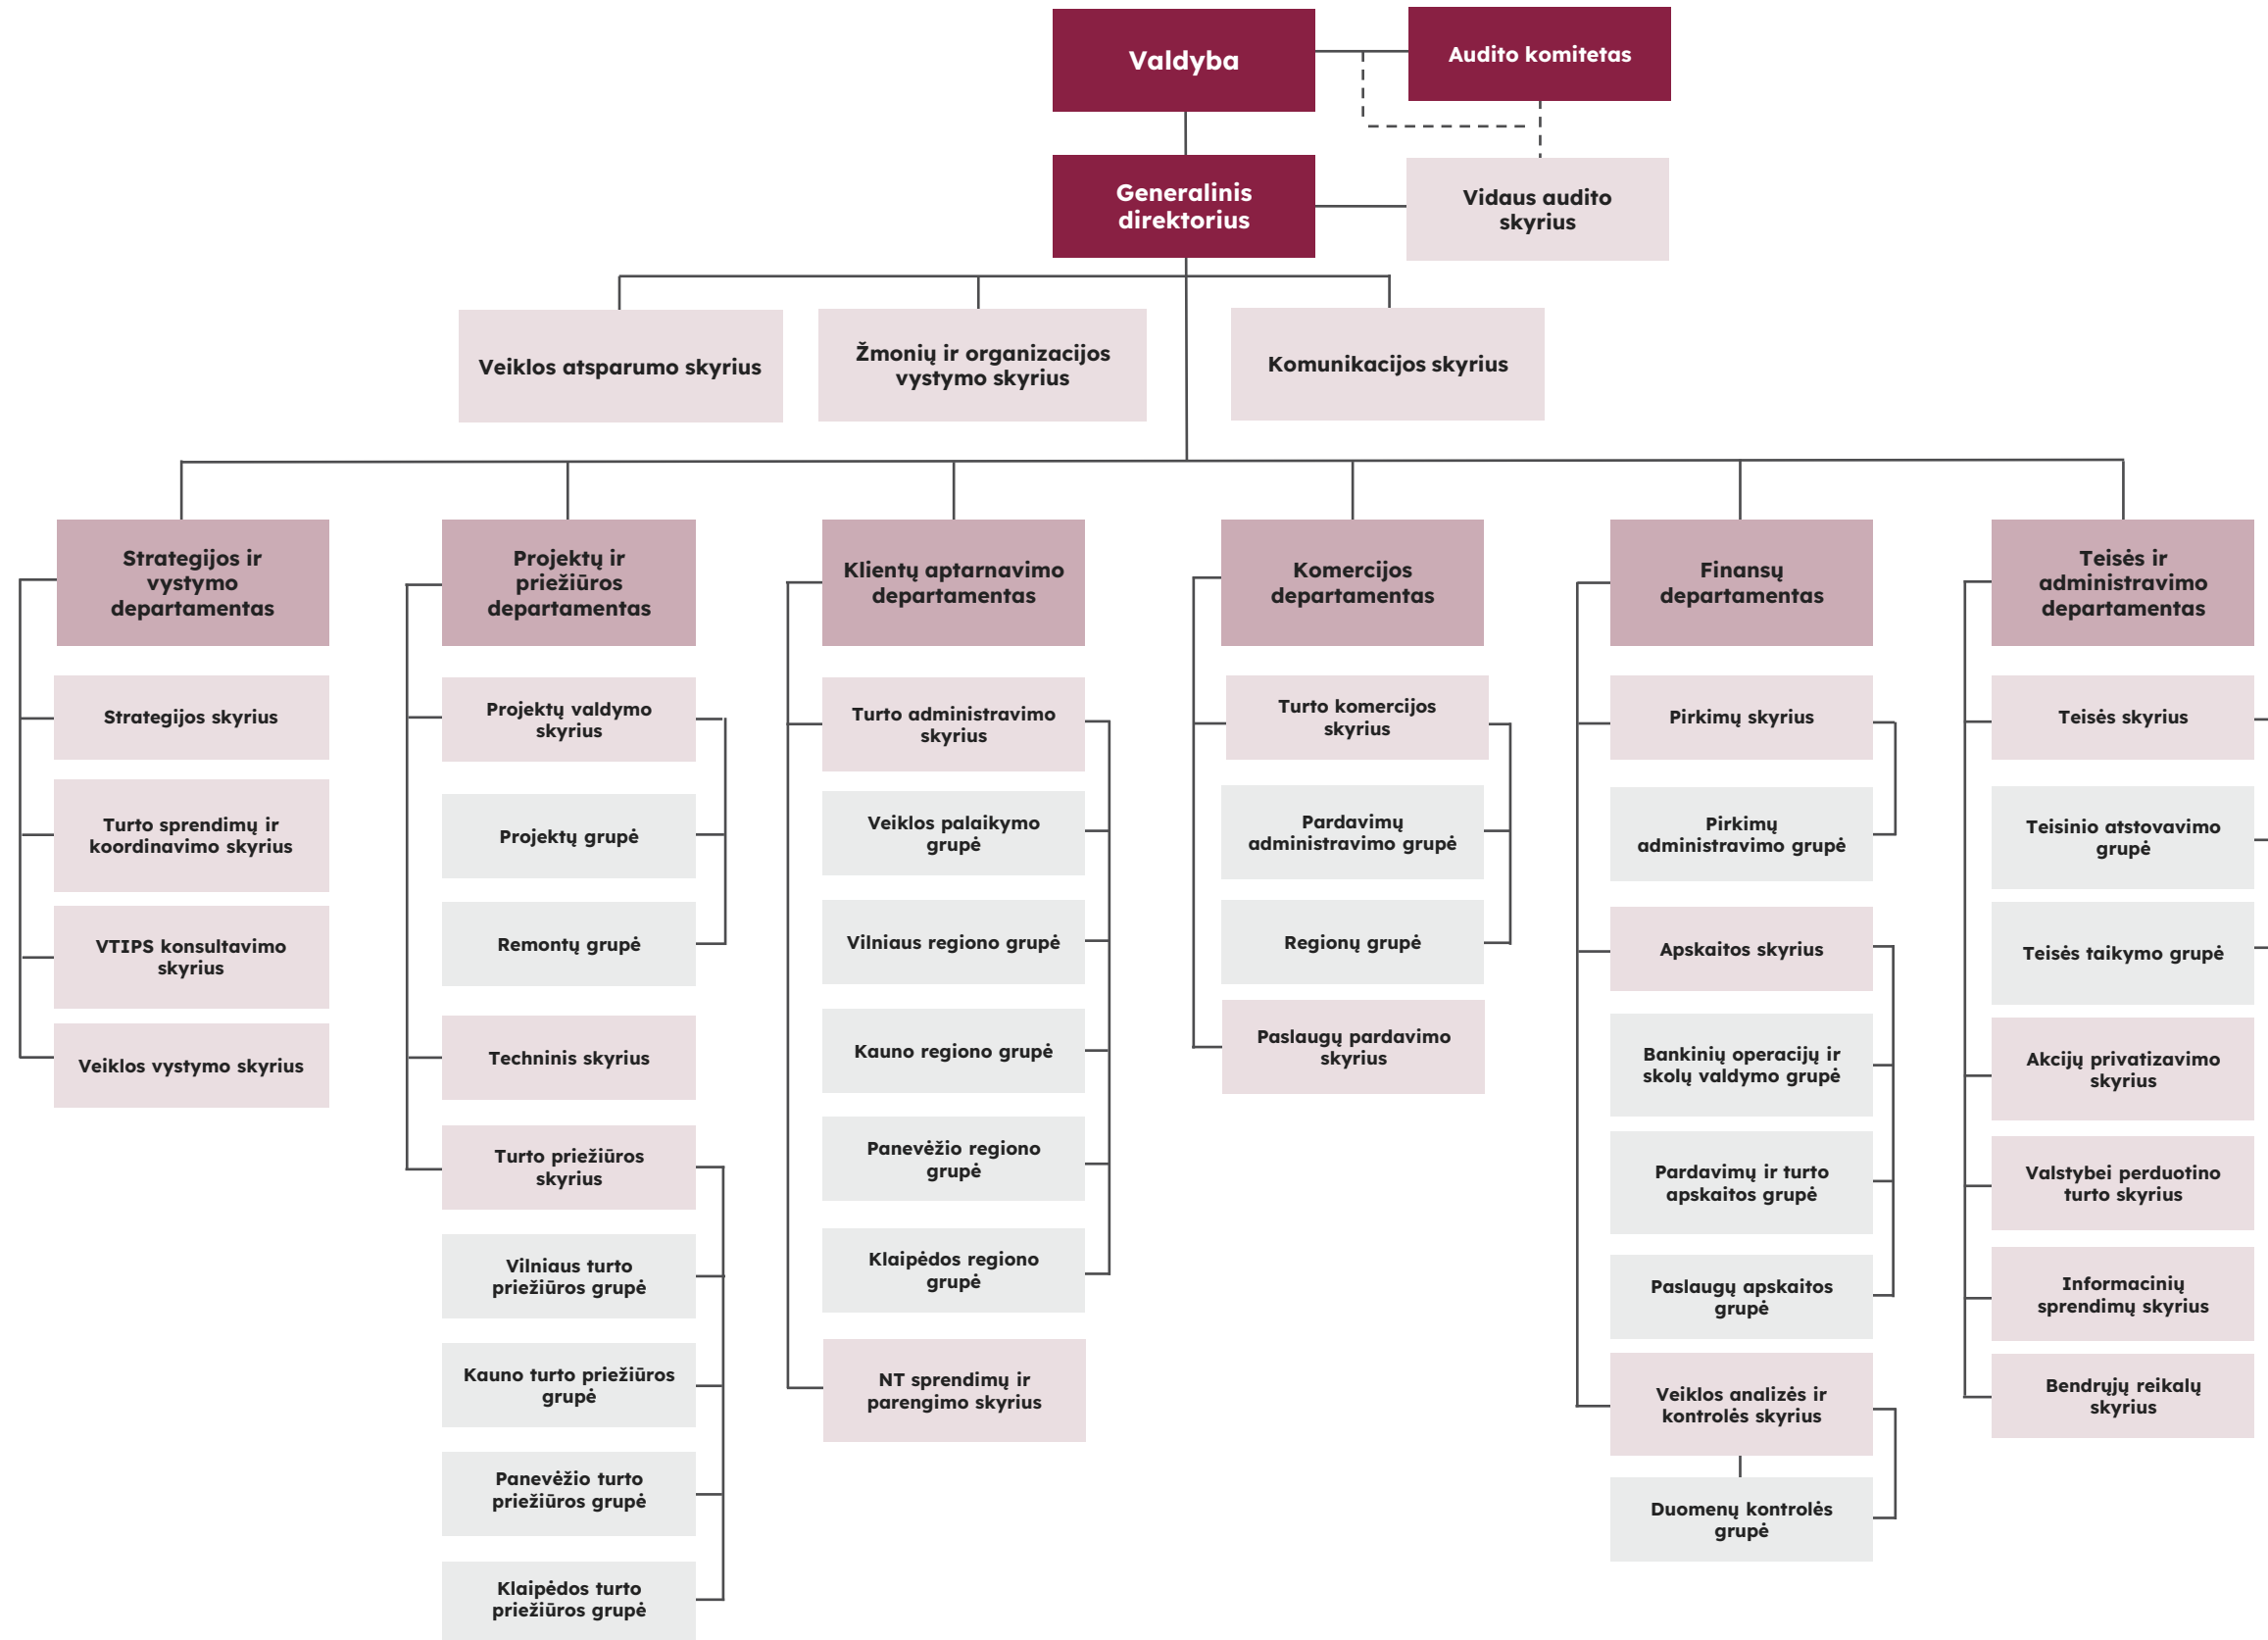 Valdyba
Audito komitetas
Generalinis
direktorius
Vidaus audito
skyrius
Veiklos atsparumo skyrius
Žmonių ir organizacijos
vystymo skyrius
Komunikacijos skyrius
Strategijos ir
vystymo
departamentas
Strategijos skyrius
Turto sprendimų ir
koordinavimo skyrius
VTIPS konsultavimo
skyrius
Veiklos vystymo skyrius
Projektų ir
priežiūros
departamentas
Projektų valdymo
skyrius
Projektų grupė
Remontų grupė
Techninis skyrius
Turto priežiūros
skyrius
Vilniaus turto
priežiūros grupė
Kauno turto priežiūros
grupė
Panevėžio turto
priežiūros grupė
Klaipėdos turto
priežiūros grupė
Klientų aptarnavimo
departamentas
Turto administravimo
skyrius
Veiklos palaikymo
grupė
Vilniaus regiono grupė
Kauno regiono grupė
Panevėžio regiono
grupė
Klaipėdos regiono
grupė
NT sprendimų ir
parengimo skyrius
Komercijos
departamentas
Turto komercijos
skyrius
Pardavimų
administravimo grupė
Regionų grupė
Paslaugų pardavimo
skyrius
Finansų
departamentas
Pirkimų skyrius
Pirkimų
administravimo grupė
Apskaitos skyrius
Bankinių operacijų ir
skolų valdymo grupė
Pardavimų ir turto
apskaitos grupė
Paslaugų apskaitos
grupė
Veiklos analizės ir
kontrolės skyrius
Duomenų kontrolės
grupė
Teisės ir
administravimo
departamentas
Teisės skyrius
Teisinio atstovavimo
grupė
Teisės taikymo grupė
Akcijų privatizavimo
skyrius
Valstybei perduotino
turto skyrius
Informacinių
sprendimų skyrius
Bendrųjų reikalų
skyrius